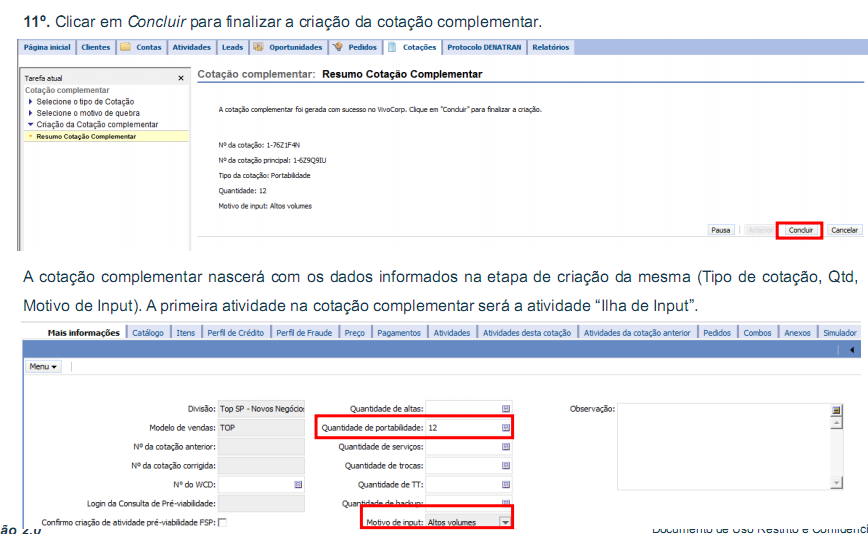 11º. Clicar em Concluir para finalizar a criação da cotação complementar.
Página inicial Clientes Contas Atividades Leads Oportunidades Pedidos Cotações Protocolo DENATRAN Relatórios
Tarefa atual x
Cotação complementar: Resumo Cotação Complementar
Cotação complementar
Selecione o tipo de Cotação
Selecione o motivo de quebra
Criação da Cotação complementar
Resumo Cotação Complementar
A cotação complementar foi gerada com sucesso no VivoCorp. Clique em "Concluir" para finalizar a criação.
Nº da cotação: 1-76Z1F4N
Nº da cotação principal: 1-6Z9Q9IU
Tipo da cotação: Portabilidade
Quantidade: 12
Motivo de input: Altos volumes
Pausa Anterior Concluir Cancelar
A cotação complementar nascerá com os dados informados na etapa de criação da mesma (Tipo de cotação, Qtd,
Motivo de Input). A primeira atividade na cotação complementar será a atividade “Ilha de Input”.
Mais informações Catálogo Itens Perfil de Crédito Perfil de Fraude Preço Pagamentos Atividades Atividades desta cotação Atividades da cotação anterior Pedidos Combos Anexos Simulador
Menu
Divisão: Top SP - Novos Negócio Quantidade de altas: Observação:
Modelo de vendas: TOP Quantidade de portabilidade: 12
Nº da cotação anterior: Quantidade de serviços:
Nº da cotação corrigida: Quantidade de trocas:
Nº do WCD: Quantidade de TT:
Login da Consulta de Pré-viabilidade: Quantidade de backup:
Confirmo criação de atividade pré-viabilidade FSP: Motivo de input: Altos volumes
ão 2.0 Documento de Uso Restrito e Confidenci